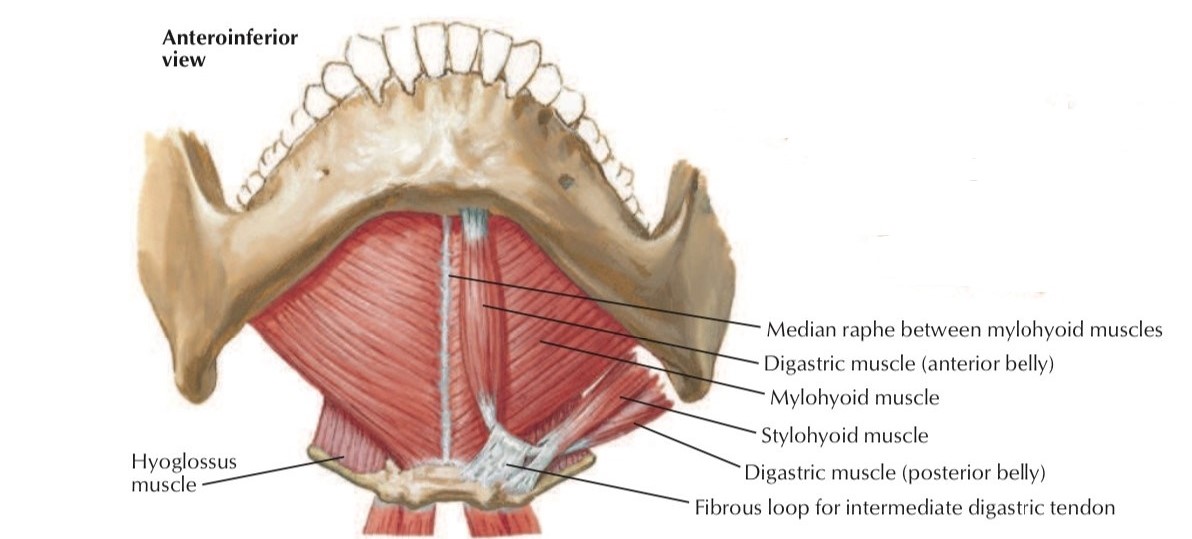 Anteroinferior
view
Median raphe between mylohyoid muscles
Digastric muscle (anterior belly)
Mylohyoid muscle
Stylohyoid muscle
Hyoglossus
muscle
Digastric muscle (posterior belly)
Fibrous loop for intermediate digastric tendon